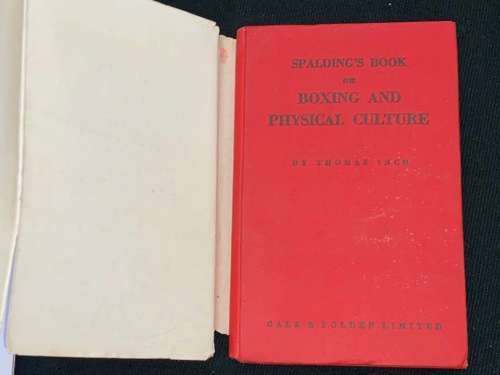 SPALDING'S BOOK
ON
BOXING AND
PHYSICAL CULTURE
BY THOMAS INCH
GALE & POLDEN LIMITED